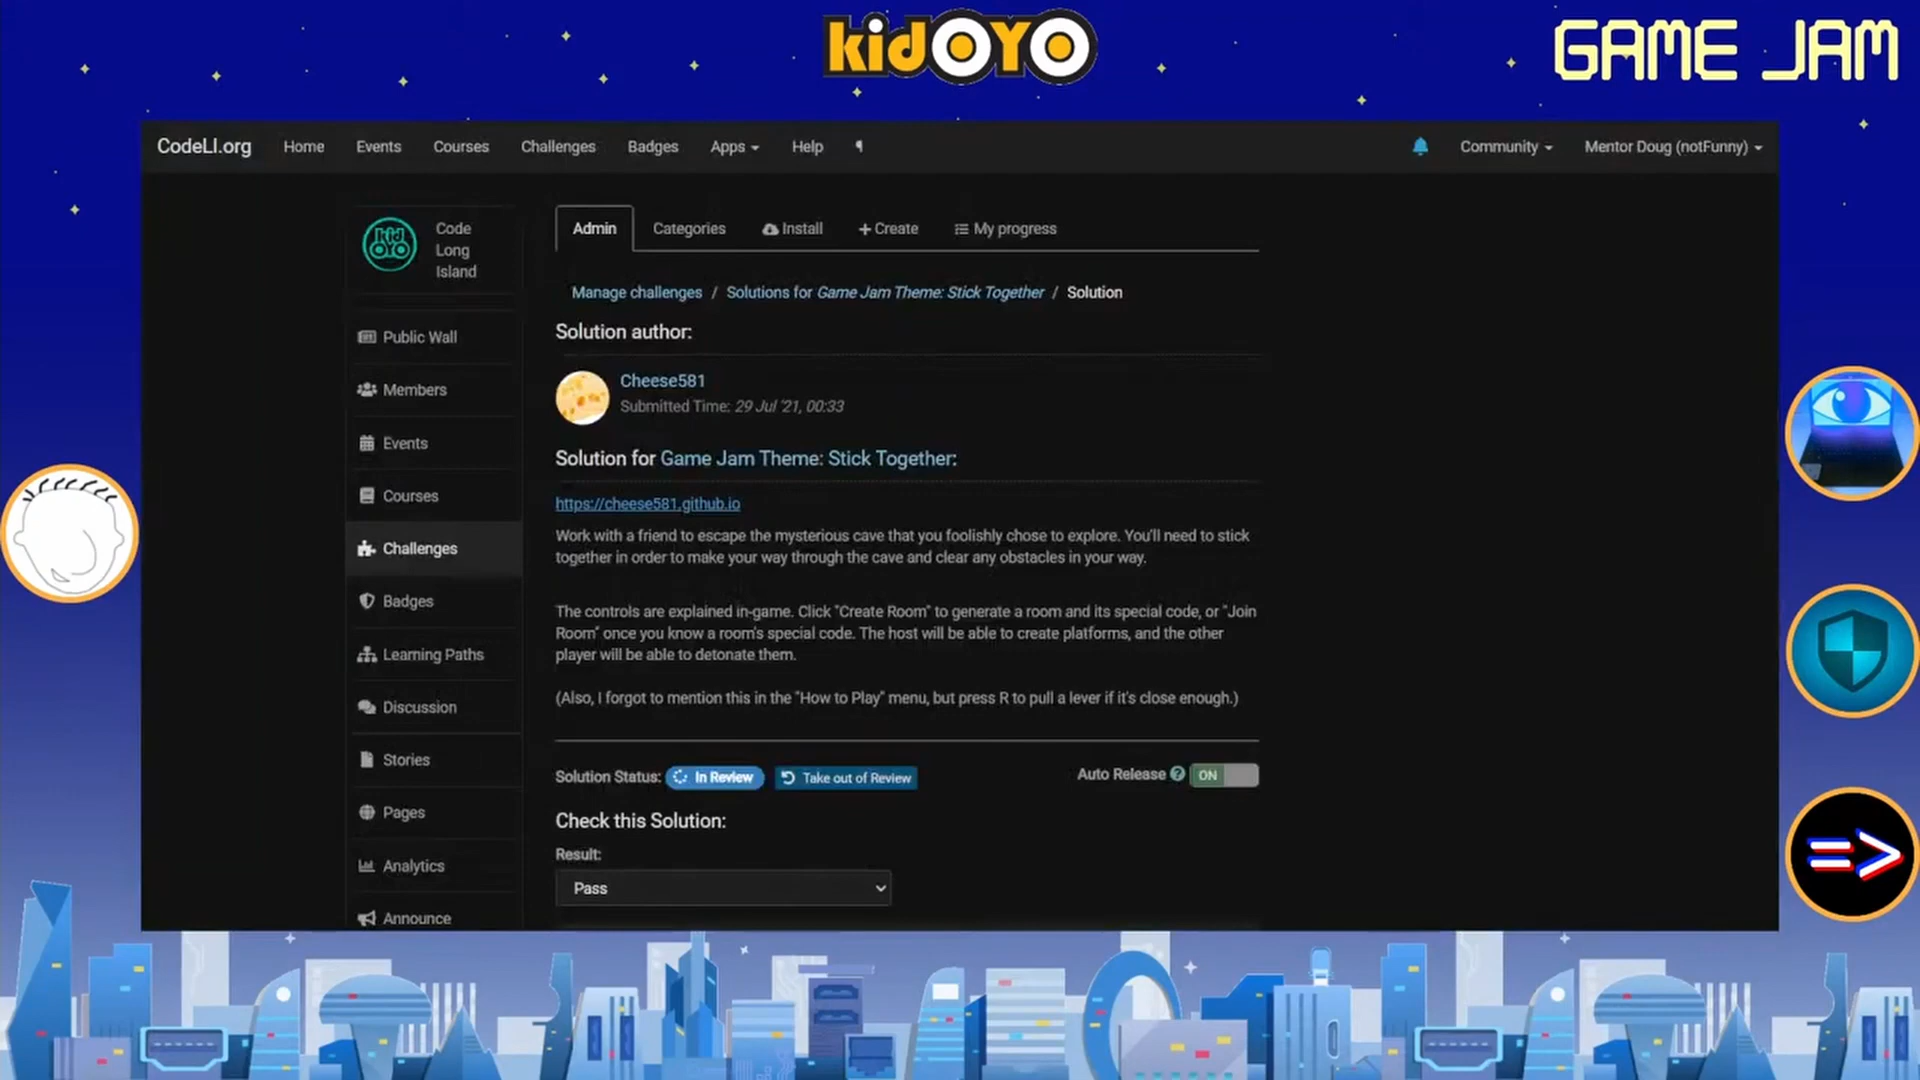 kidOYO
GAME JAM
CodeLI.org Home Events Courses Challenges Badges Apps Help ¶ Community Mentor Doug (notFunny)
kid OYO
Code
Long
Island
Admin Categories Install + Create My progress
Manage challenges / Solutions for Game Jam Theme: Stick Together / Solution
Solution author:
Cheese581
Submitted Time: 29 Jul '21, 00:33
Solution for Game Jam Theme: Stick Together:
https://cheese581.github.io
Work with a friend to escape the mysterious cave that you foolishly chose to explore. You'll need to stick
together in order to make your way through the cave and clear any obstacles in your way.
The controls are explained in-game. Click "Create Room" to generate a room and its special code, or "Join
Room" once you know a room's special code. The host will be able to create platforms, and the other
player will be able to detonate them.
(Also, I forgot to mention this in the "How to Play" menu, but press R to pull a lever if it's close enough.)
Solution Status: In Review Take out of Review Auto Release ? ON
Check this Solution:
Result:
Pass
Public Wall
Members
Events
Courses
Challenges
Badges
Learning Paths
Discussion
Stories
Pages
Analytics
Announce
=>